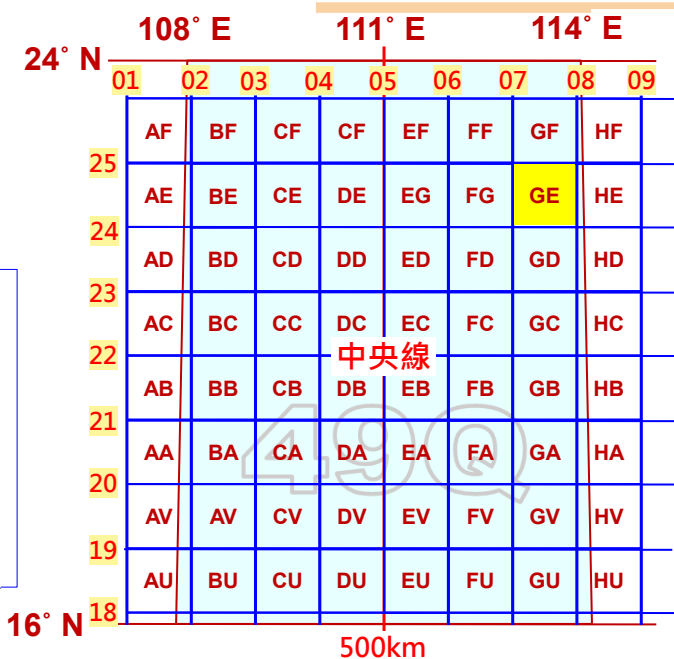 108° E 111° E 114° E
24° N
01 02 03 04 05 06 07 08 09
AF BF CF CF EF FF GF HF
25
AE BE CE DE EG FG GE HE
24
AD BD CD DD ED FD GD HD
23
AC BC CC DC EC FC GC HC
22
中央線
AB BB CB DB EB FB GB HB
21
49Q
AA BA CA DA EA FA GA HA
20
AV AV CV DV EV FV GV HV
19
AU BU CU DU EU FU GU HU
18
16° N
500km